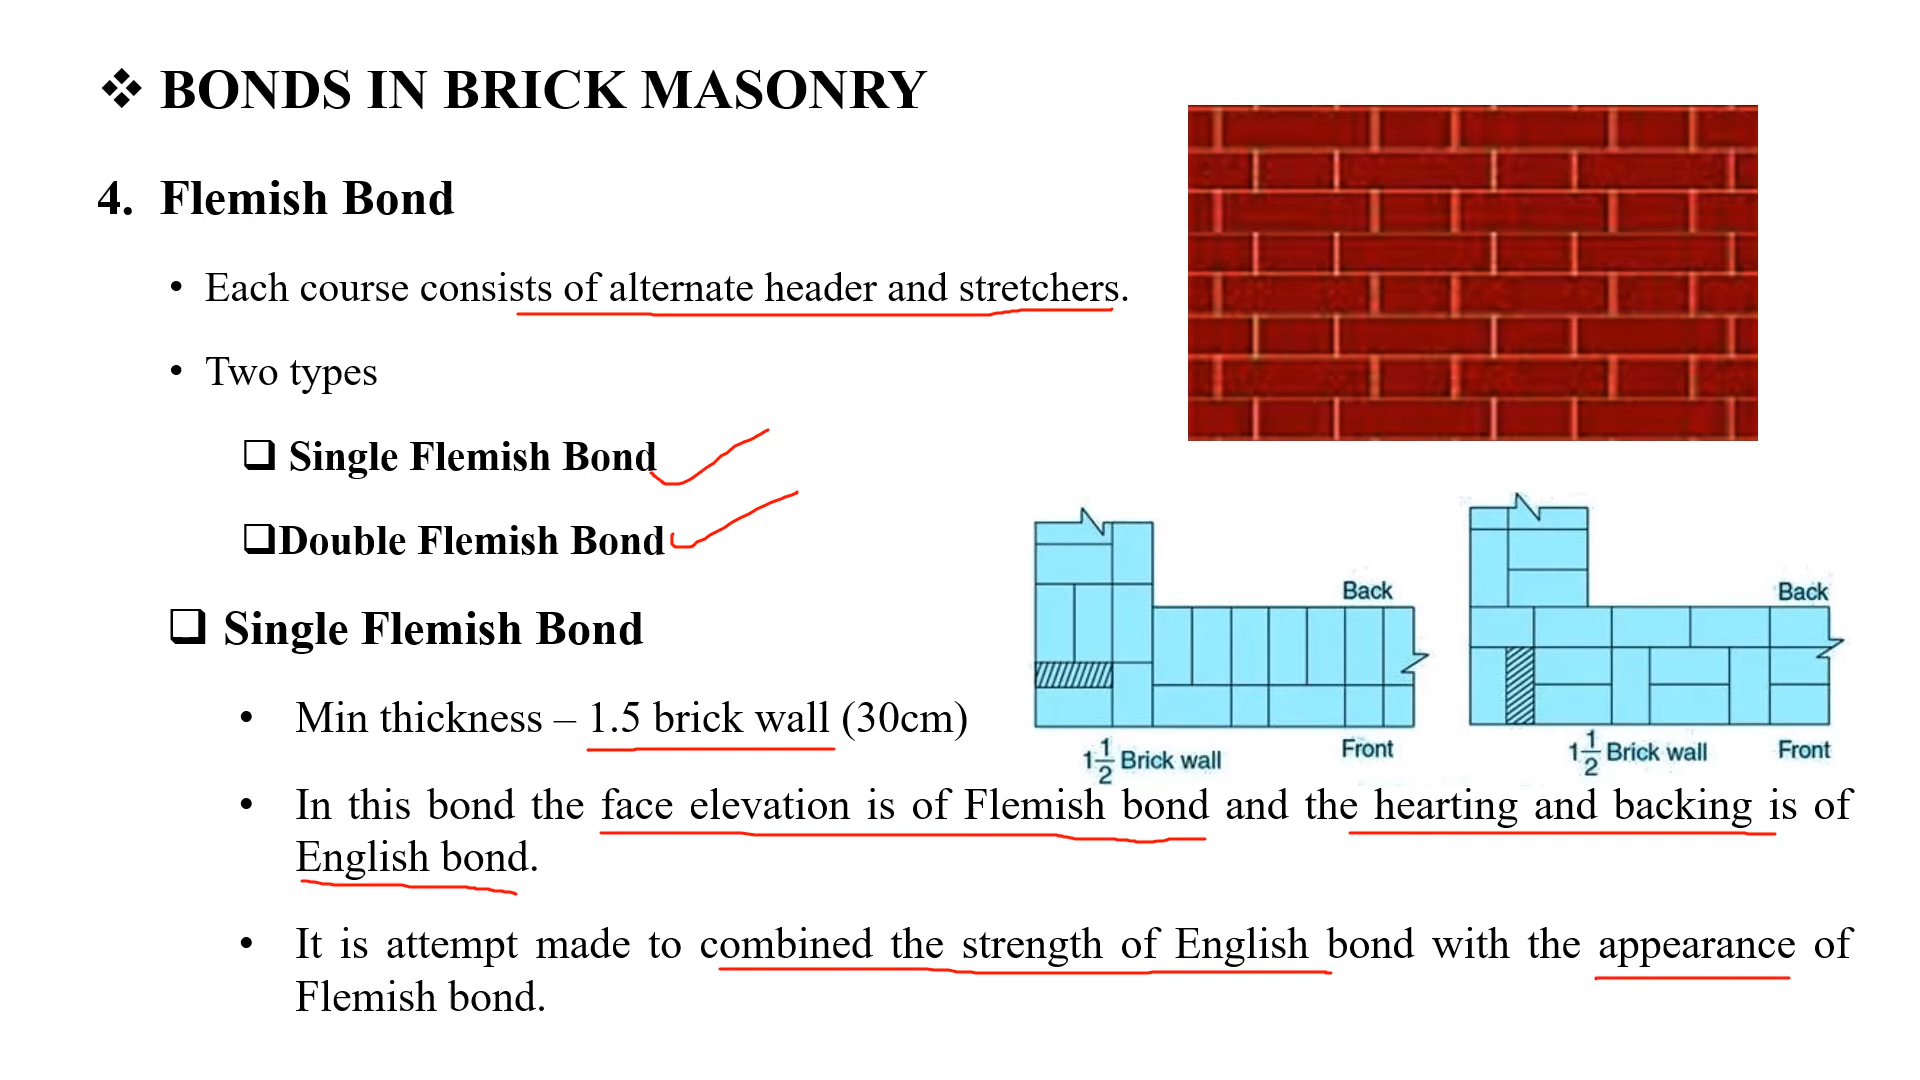 ❖ BONDS IN BRICK MASONRY
4. Flemish Bond
• Each course consists of alternate header and stretchers.
• Two types
❑ Single Flemish Bond
❑Double Flemish Bond
❑ Single Flemish Bond
• Min thickness – 1.5 brick wall (30cm)
Back
Front
1 1/2 Brick wall
Back
Front
1 1/2 Brick wall
• In this bond the face elevation is of Flemish bond and the hearting and backing is of
English bond.
• It is attempt made to combined the strength of English bond with the appearance of
Flemish bond.